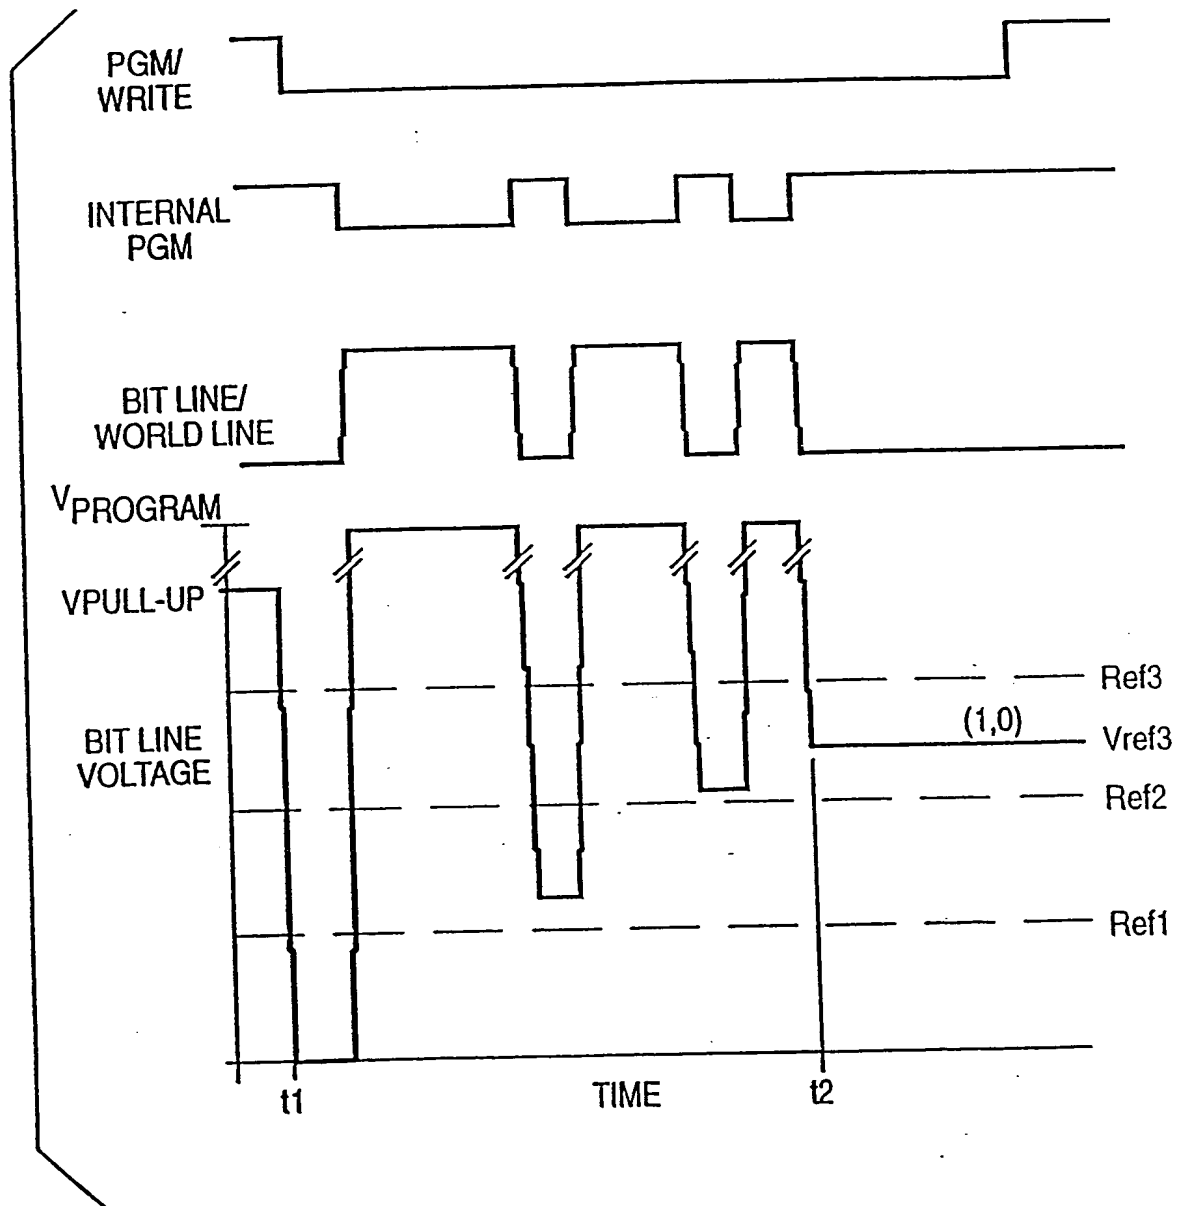 PGM/
WRITE
INTERNAL
PGM
BIT LINE/
WORLD LINE
VPROGRAM
VPULL-UP
Ref3
(1,0)
Vref3
BIT LINE
VOLTAGE
Ref2
Ref1
t1
TIME
t2